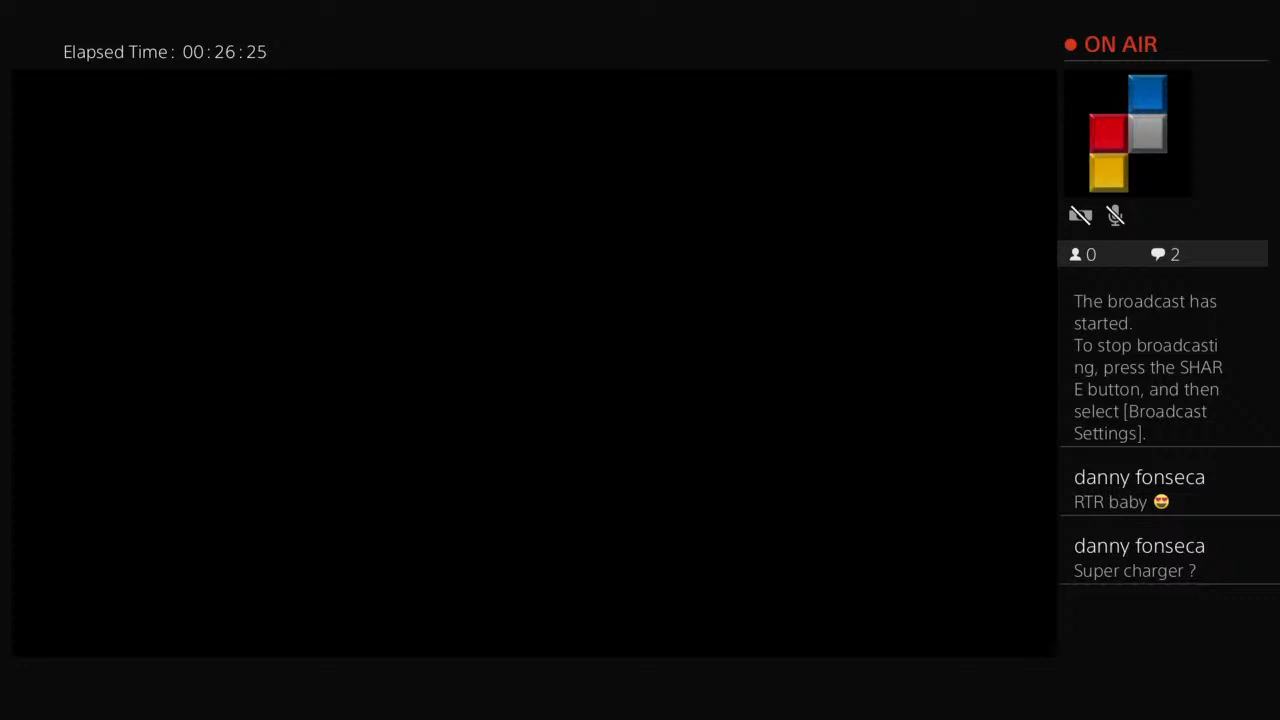 Elapsed Time: 00:26:25
ON AIR
0 2
The broadcast has
started.
To stop broadcasti
ng, press the SHAR
E button, and then
select [Broadcast
Settings].
danny fonseca
RTR baby 😍
danny fonseca
Super charger ?